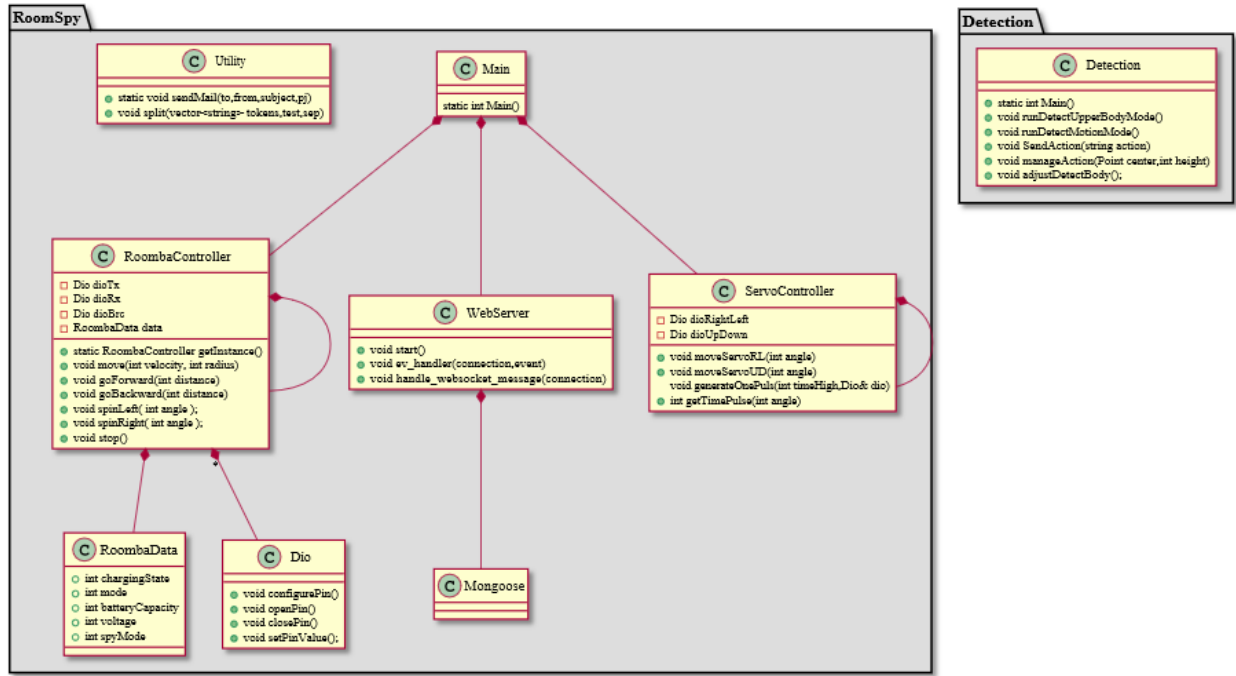 RoomSpy
C Utility
static void sendMail(to,from,subject,pj)
void split(vector<string> tokens,test,sep)
C Main
static int Main()
C RoombaController
Dio dioTx
Dio dioRx
Dio dioBrc
RoombaData data
static RoombaController getInstance()
void move(int velocity, int radius)
void goForward(int distance)
void goBackward(int distance)
void spinLeft( int angle );
void spinRight( int angle );
void stop()
C WebServer
void start()
void ev_handler(connection,event)
void handle_websocket_message(connection)
C ServoController
Dio dioRightLeft
Dio dioUpDown
void moveServoRL(int angle)
void moveServoUD(int angle)
void generateOnePuls(int timeHigh,Dio& dio)
int getTimePulse(int angle)
C RoombaData
int chargingState
int mode
int batteryCapacity
int voltage
int spyMode
C Dio
void configurePin()
void openPin()
void closePin()
void setPinValue();
C Mongoose
Detection
C Detection
static int Main()
void runDetectUpperBodyMode()
void runDetectMotionMode()
void SendAction(string action)
void manageAction(Point center,int height)
void adjustDetectBody();